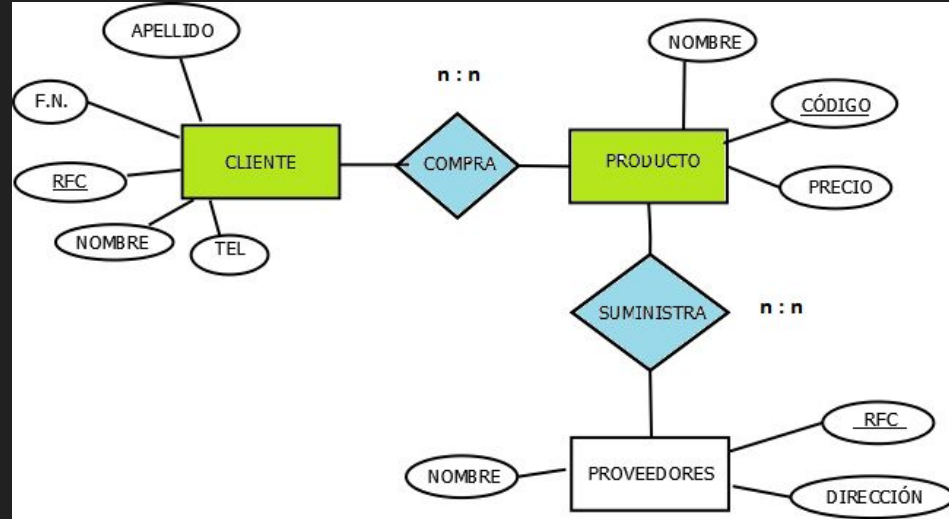 APELLIDO
NOMBRE
n : n
F.N.
CÓDIGO
CLIENTE
COMPRA
PRODUCTO
RFC
PRECIO
NOMBRE
TEL
SUMINISTRA
n : n
RFC
NOMBRE
PROVEEDORES
DIRECCIÓN